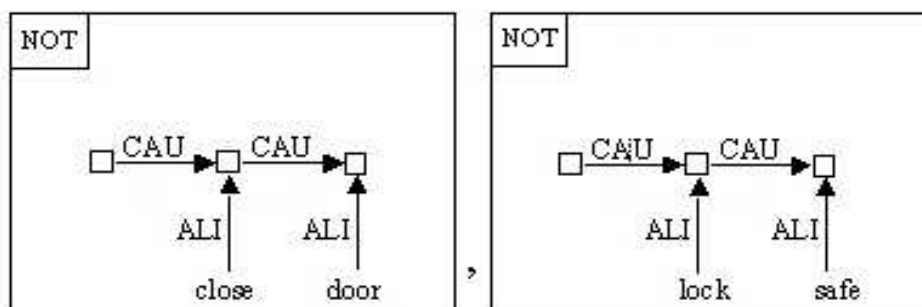 NOT NOT
CAU CAU CAU CAU
ALI ALI ALI ALI
close door , lock safe